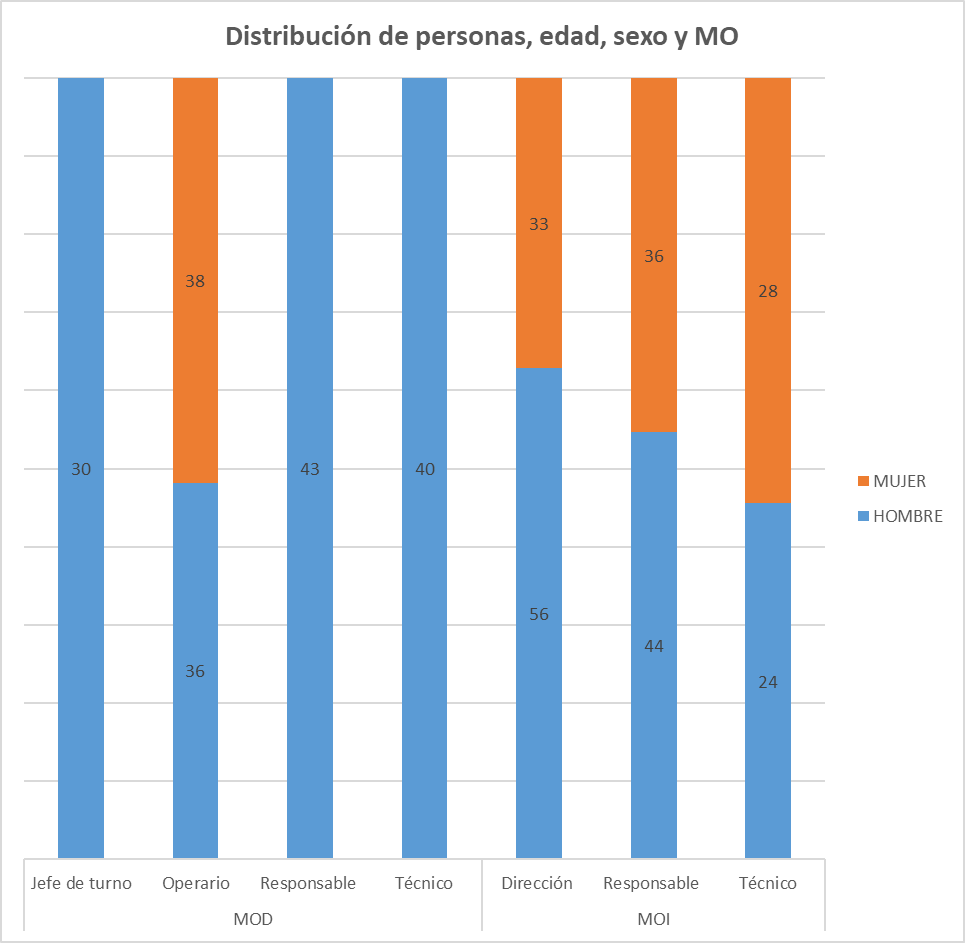 Distribución de personas, edad, sexo y MO
33
38
36
28
30
43
40
MUJER
HOMBRE
56
44
36
24
Jefe de turno Operario Responsable Técnico Dirección Responsable Técnico
MOD MOI